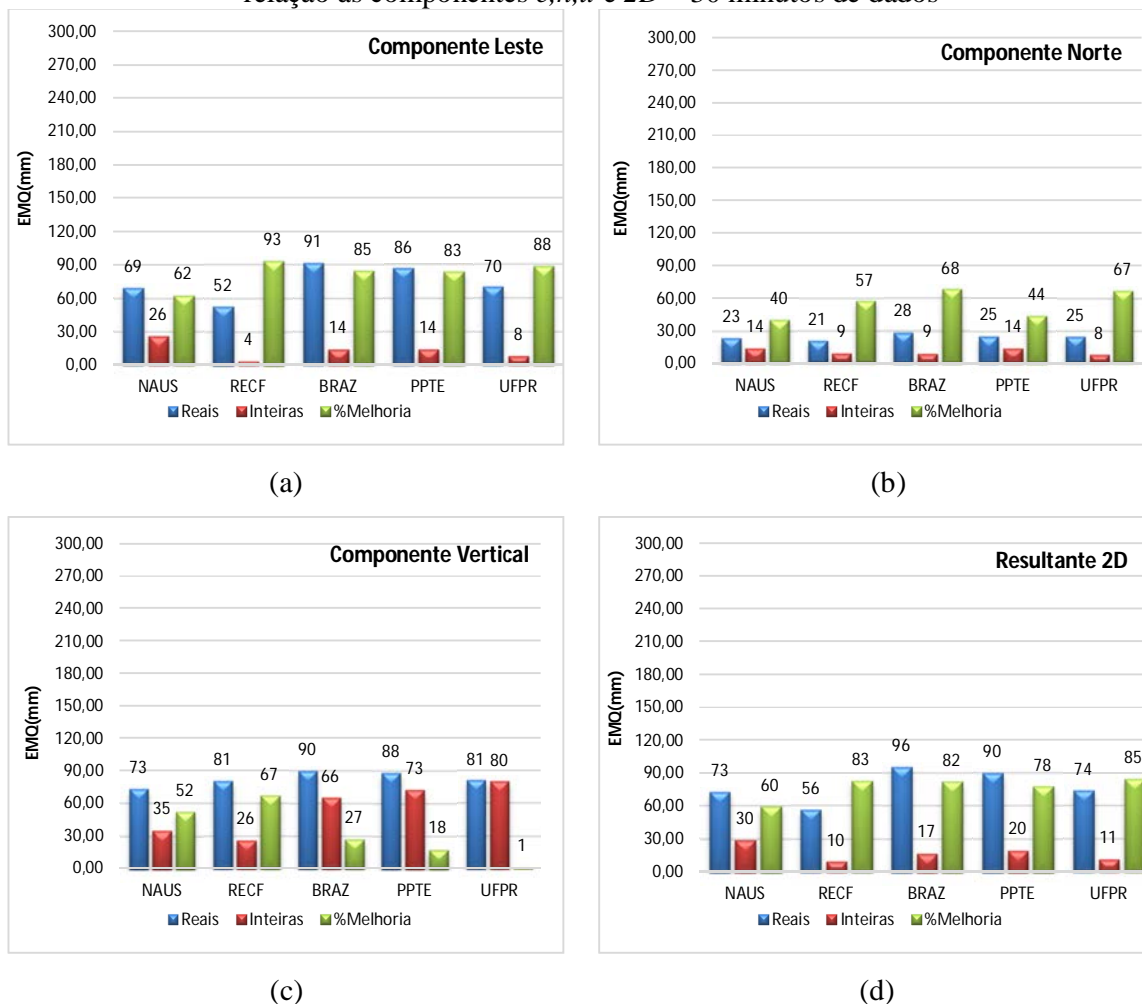 relação às componentes e,n,u e 2D – 30 minutos de dados
Componente Leste
300,00
270,00
240,00
210,00
180,00
150,00
120,00
90,00
60,00
30,00
0,00
EMQ(mm)
69 26 62 52 4 93 91 14 85 86 14 83 70 8 88
NAUS RECF BRAZ PPTE UFPR
Reais Inteiras %Melhoria
(a)
Componente Norte
300,00
270,00
240,00
210,00
180,00
150,00
120,00
90,00
60,00
30,00
0,00
EMQ(mm)
23 14 40 21 9 57 28 9 68 25 14 44 25 8 67
NAUS RECF BRAZ PPTE UFPR
Reais Inteiras %Melhoria
(b)
Componente Vertical
300,00
270,00
240,00
210,00
180,00
150,00
120,00
90,00
60,00
30,00
0,00
EMQ(mm)
73 35 52 81 26 67 90 66 27 88 73 18 81 80 1
NAUS RECF BRAZ PPTE UFPR
Reais Inteiras %Melhoria
(c)
Resultante 2D
300,00
270,00
240,00
210,00
180,00
150,00
120,00
90,00
60,00
30,00
0,00
EMQ(mm)
73 30 60 56 10 83 96 17 82 90 20 78 74 11 85
NAUS RECF BRAZ PPTE UFPR
Reais Inteiras %Melhoria
(d)